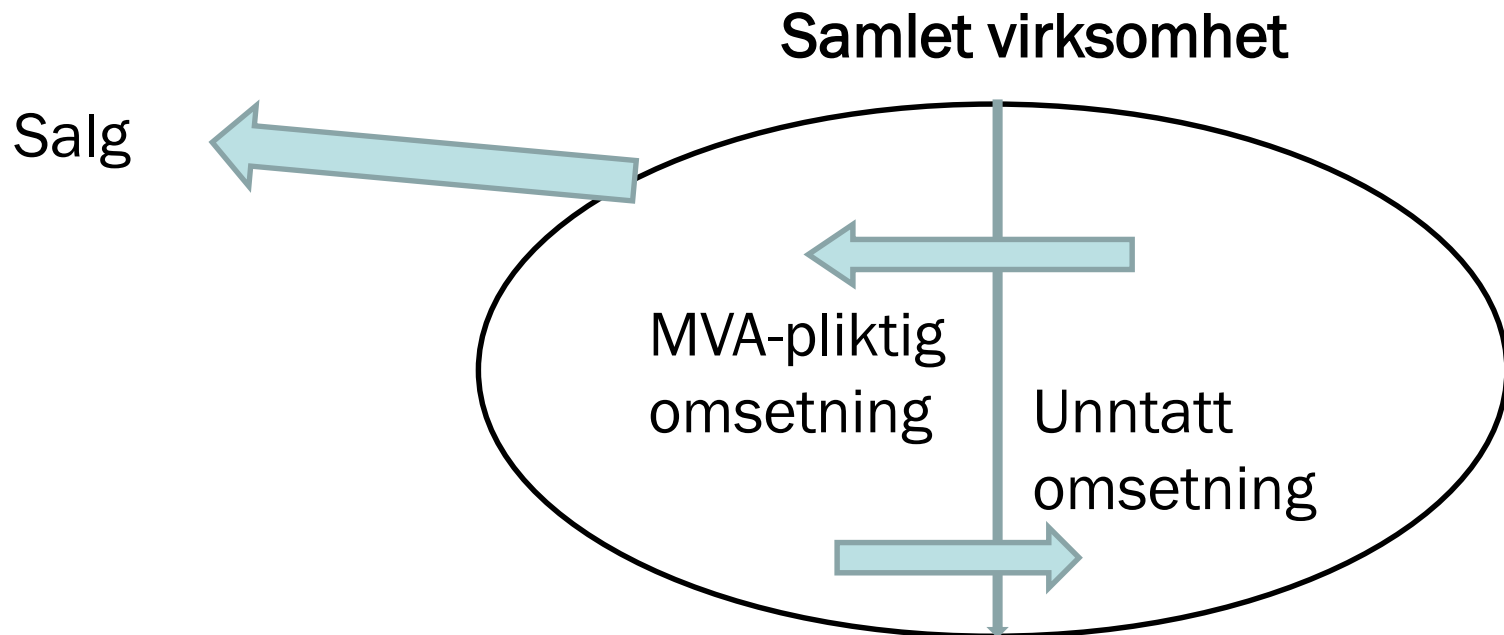 Samlet virksomhet
Salg
MVA-pliktig
omsetning
Unntatt
omsetning